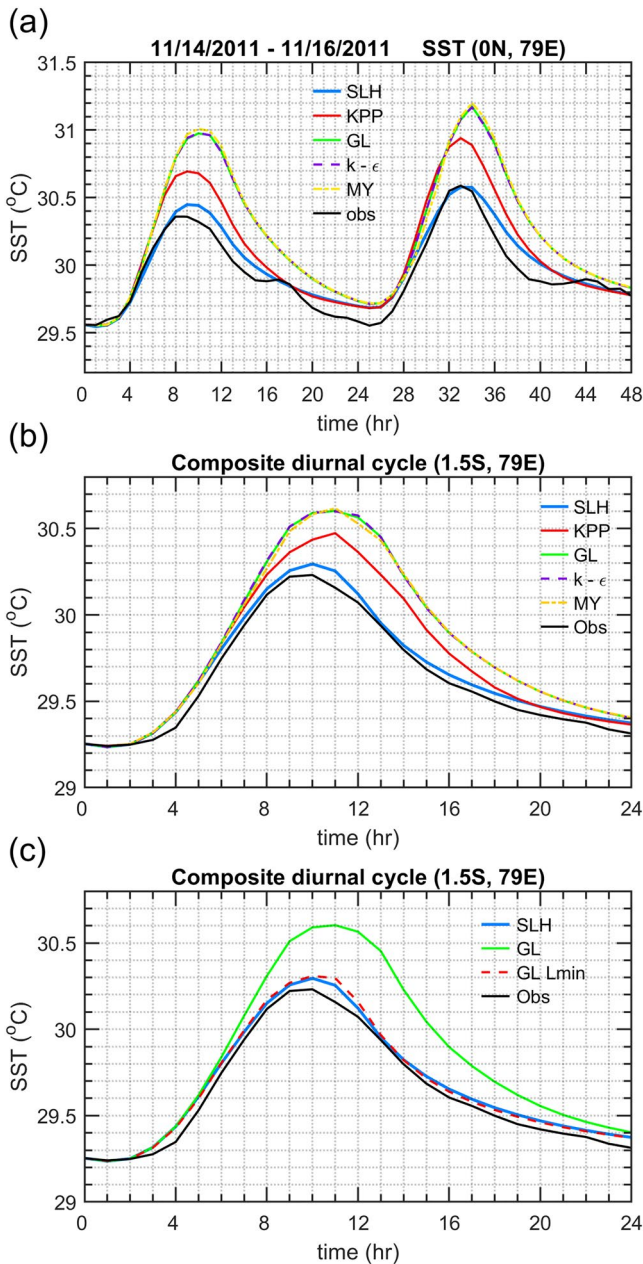 (a)
11/14/2011 - 11/16/2011 SST (0N, 79E)
31.5
31
30.5
30
29.5
SST (°C)
SLH
KPP
GL
k - ϵ
MY
obs
0 4 8 12 16 20 24 28 32 36 40 44 48
time (hr)
(b)
Composite diurnal cycle (1.5S, 79E)
30.5
30
29.5
29
SST (°C)
SLH
KPP
GL
k - ϵ
MY
Obs
0 4 8 12 16 20 24
time (hr)
(c)
Composite diurnal cycle (1.5S, 79E)
30.5
30
29.5
29
SST (°C)
SLH
GL
GL Lmin
Obs
0 4 8 12 16 20 24
time (hr)